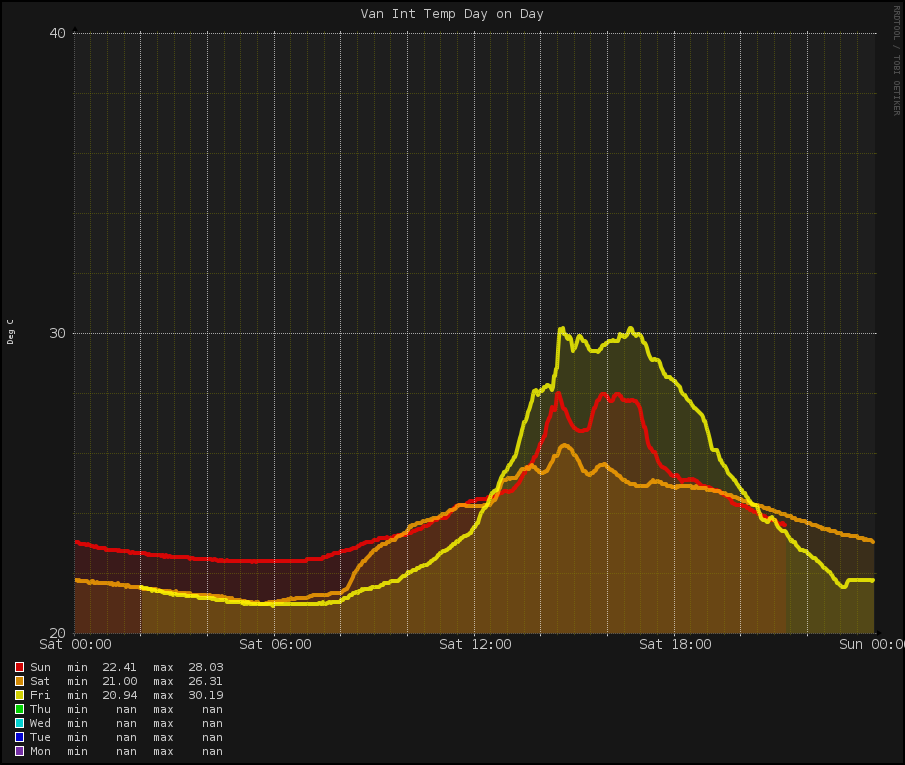 Van Int Temp Day on Day
RRDTOOL / TOBI OETIKER
40
30
20
Deg C
Sat 00:00 Sat 06:00 Sat 12:00 Sat 18:00 Sun 00:00
Sun min 22.41 max 28.03
Sat min 21.00 max 26.31
Fri min 20.94 max 30.19
Thu min nan max nan
Wed min nan max nan
Tue min nan max nan
Mon min nan max nan